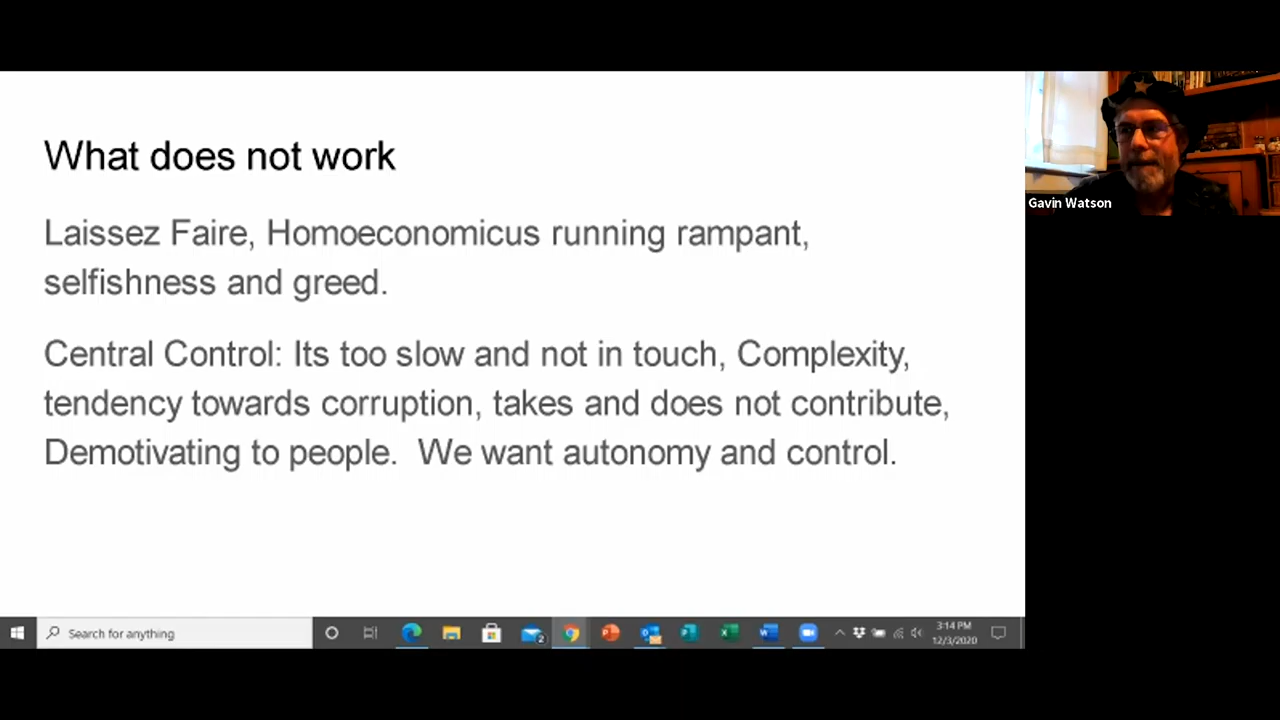 What does not work
Laissez Faire, Homoeconomicus running rampant,
selfishness and greed.
Central Control: Its too slow and not in touch, Complexity,
tendency towards corruption, takes and does not contribute,
Demotivating to people.  We want autonomy and control.
Gavin Watson
Search for anything
2
3:14 PM
12/3/2020